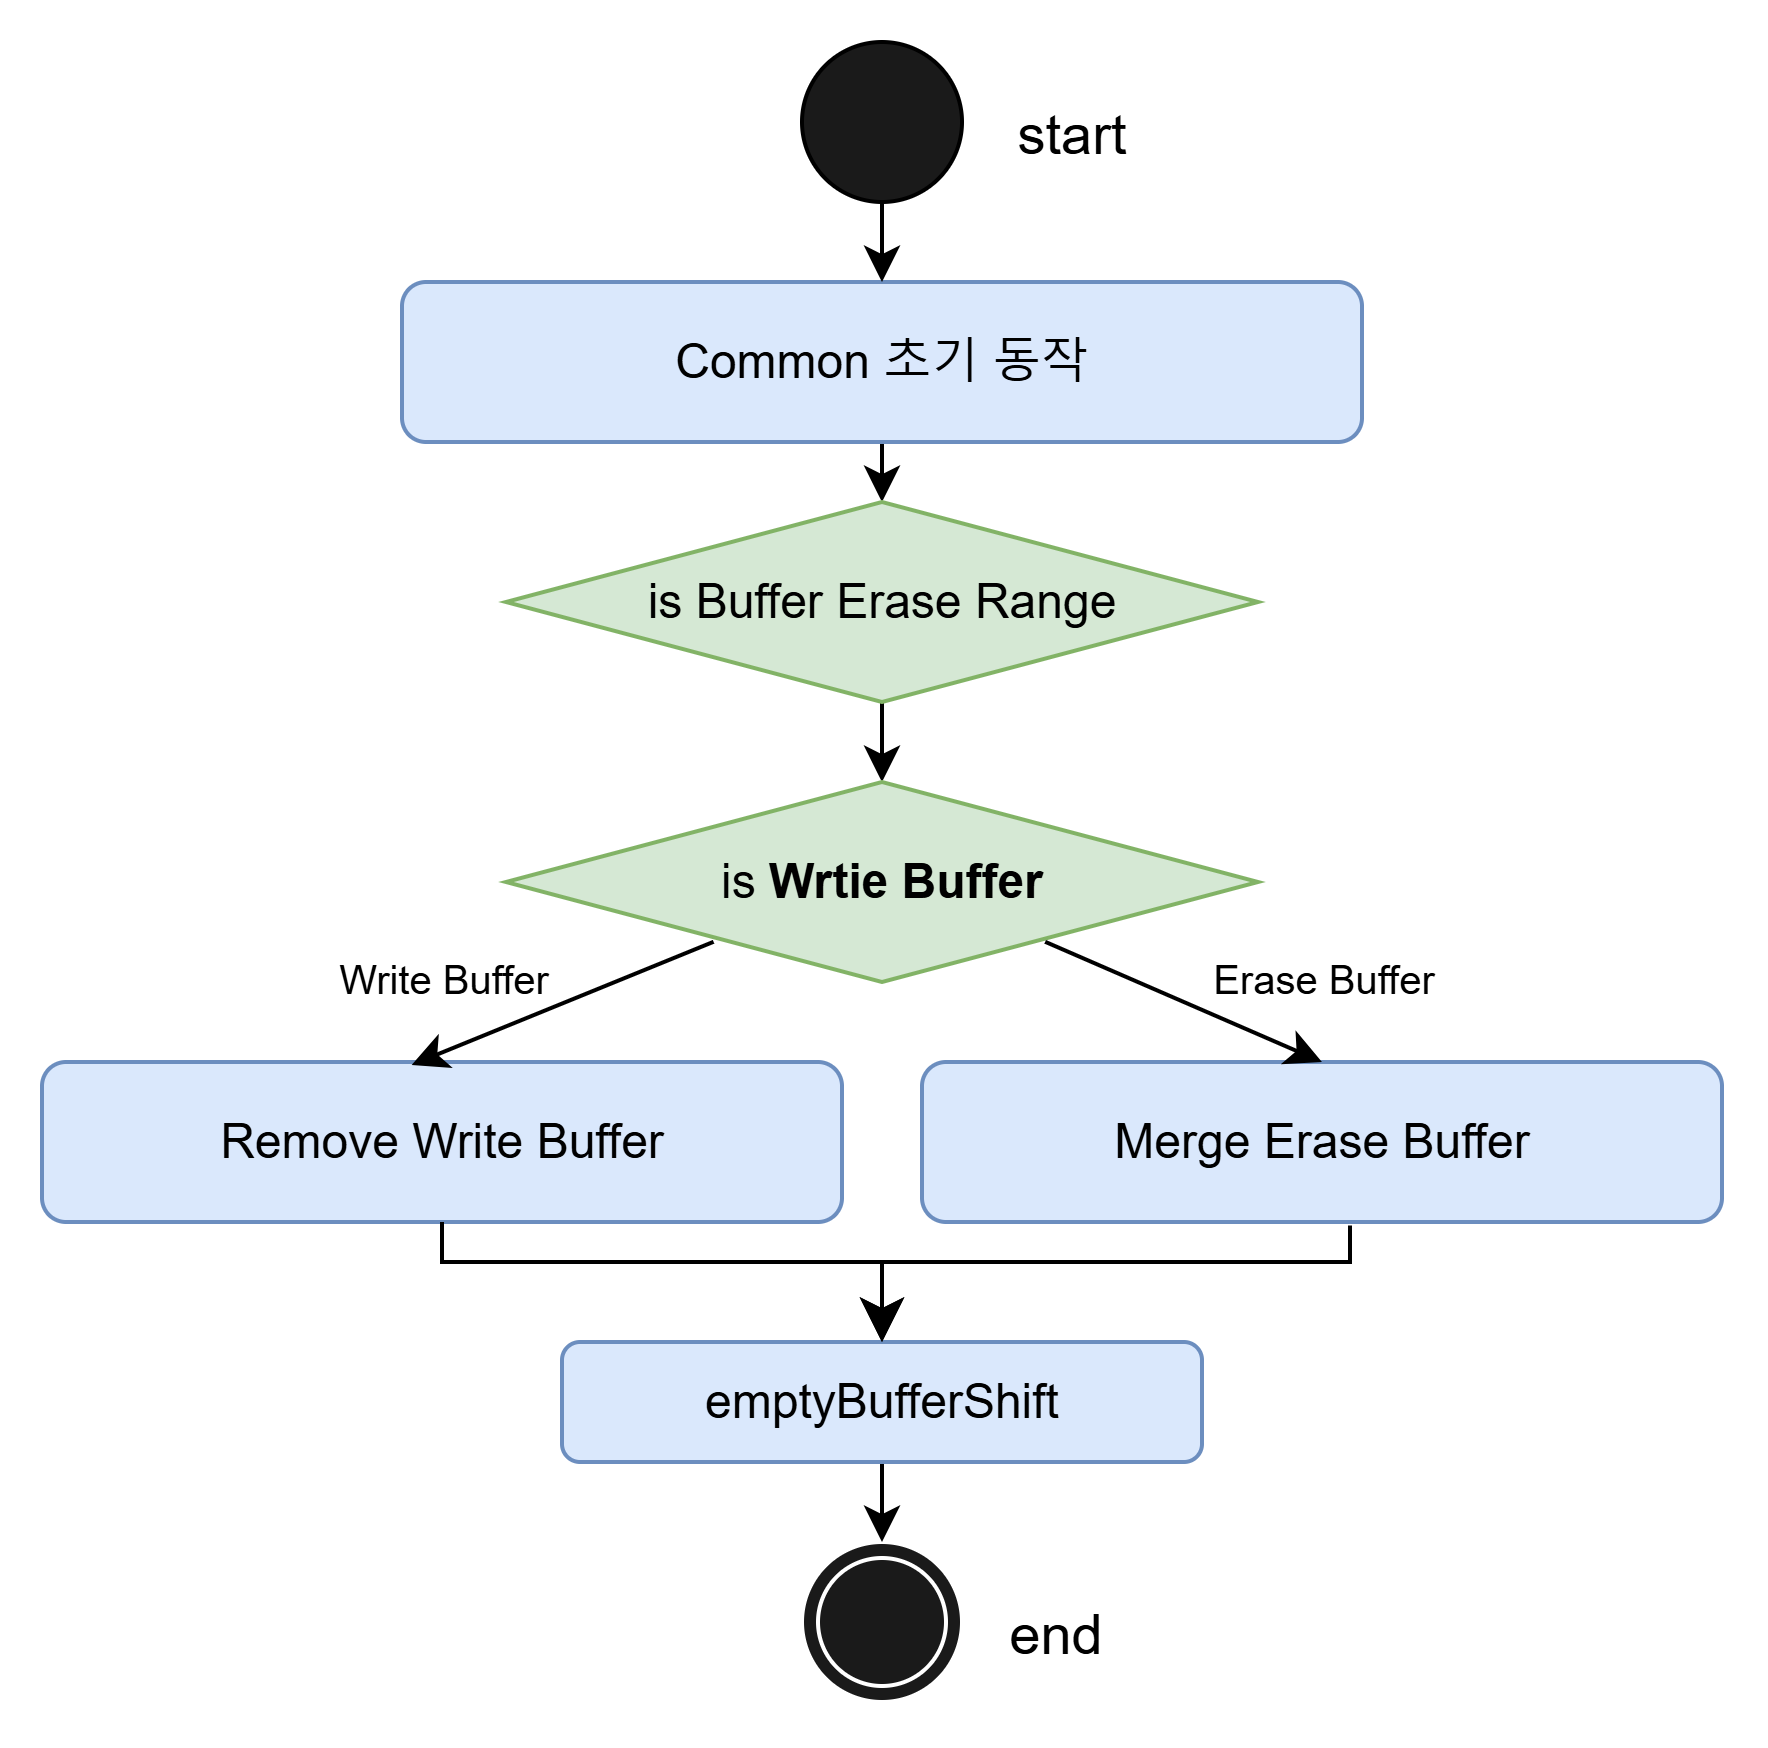 start
Common 초기 동작
is Buffer Erase Range
is Wrtie Buffer
Write Buffer
Erase Buffer
Remove Write Buffer
Merge Erase Buffer
emptyBufferShift
end